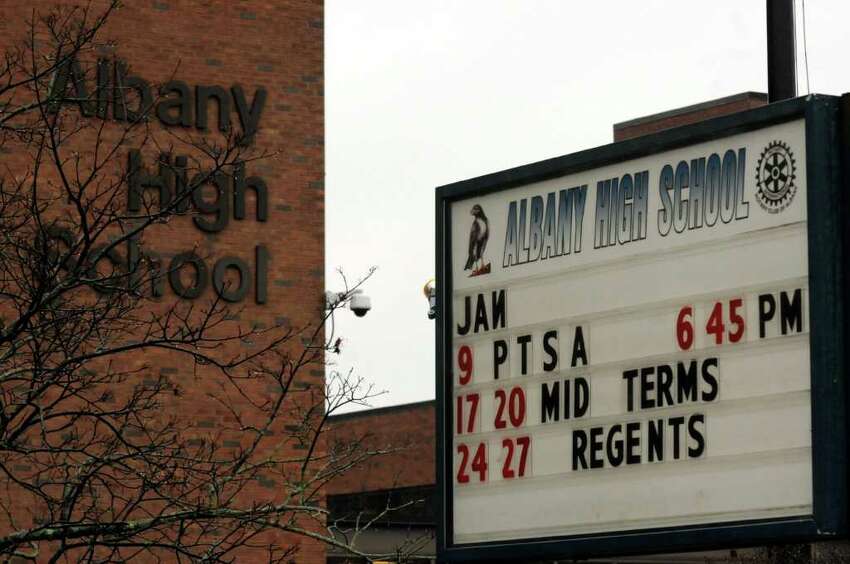 Albany
High
School
ALBANY HIGH SCHOOL
JAN
9 PTSA 6 45 PM
17 20 MID TERMS
24 27 REGENTS